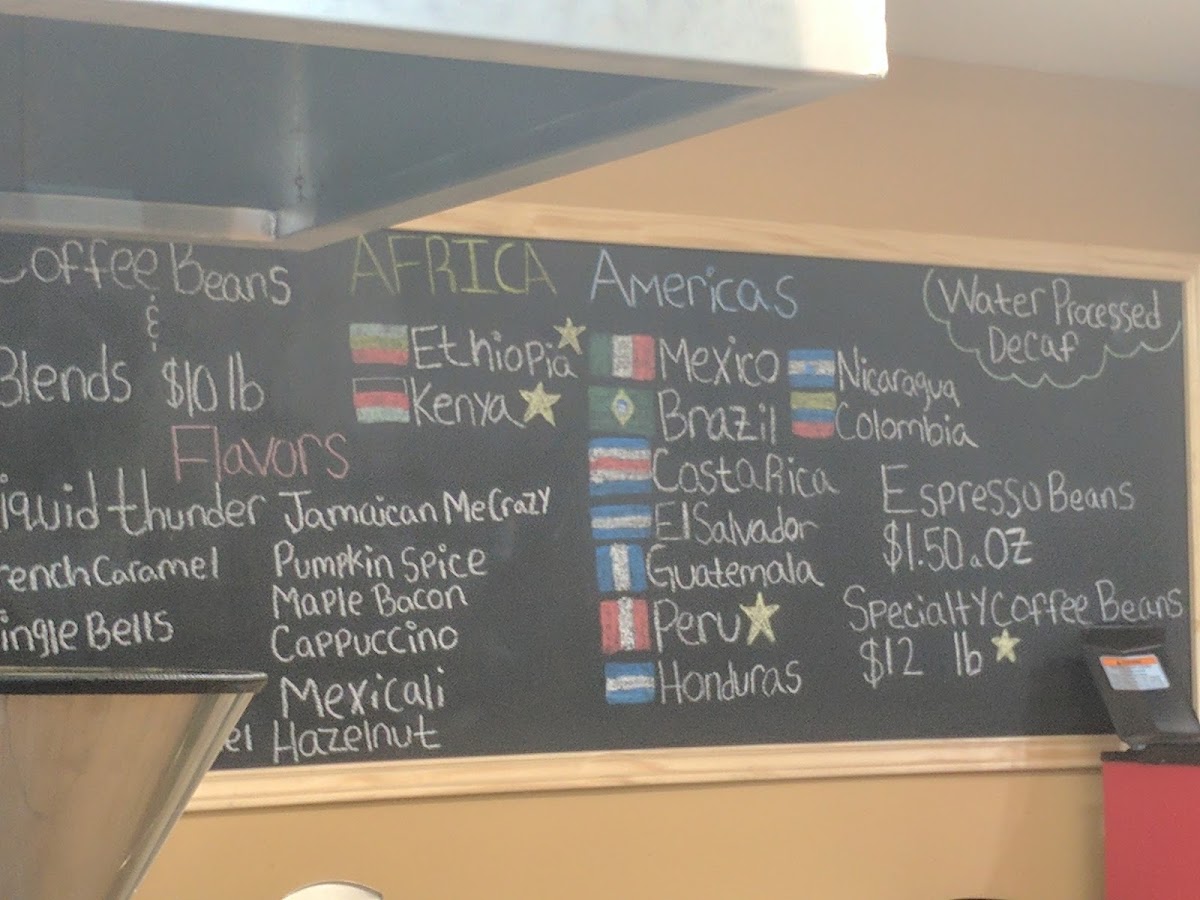 Coffee Beans
&
Blends $10 lb
Flavors
iquid thunder
renchCaramel
ingle Bells
el
Jamaican MeCrazy
Pumpkin Spice
Maple Bacon
Cappuccino
Mexicali
Hazelnut
AFRICA
Ethiopia
Kenya
Americas
Mexico
Brazil
Costa Rica
El Salvador
Guatemala
Peru
Honduras
Nicaragua
Colombia
Water Processed
Decaf
Espresso Beans
$1.50 a OZ
Specialty Coffee Beans
$12 lb